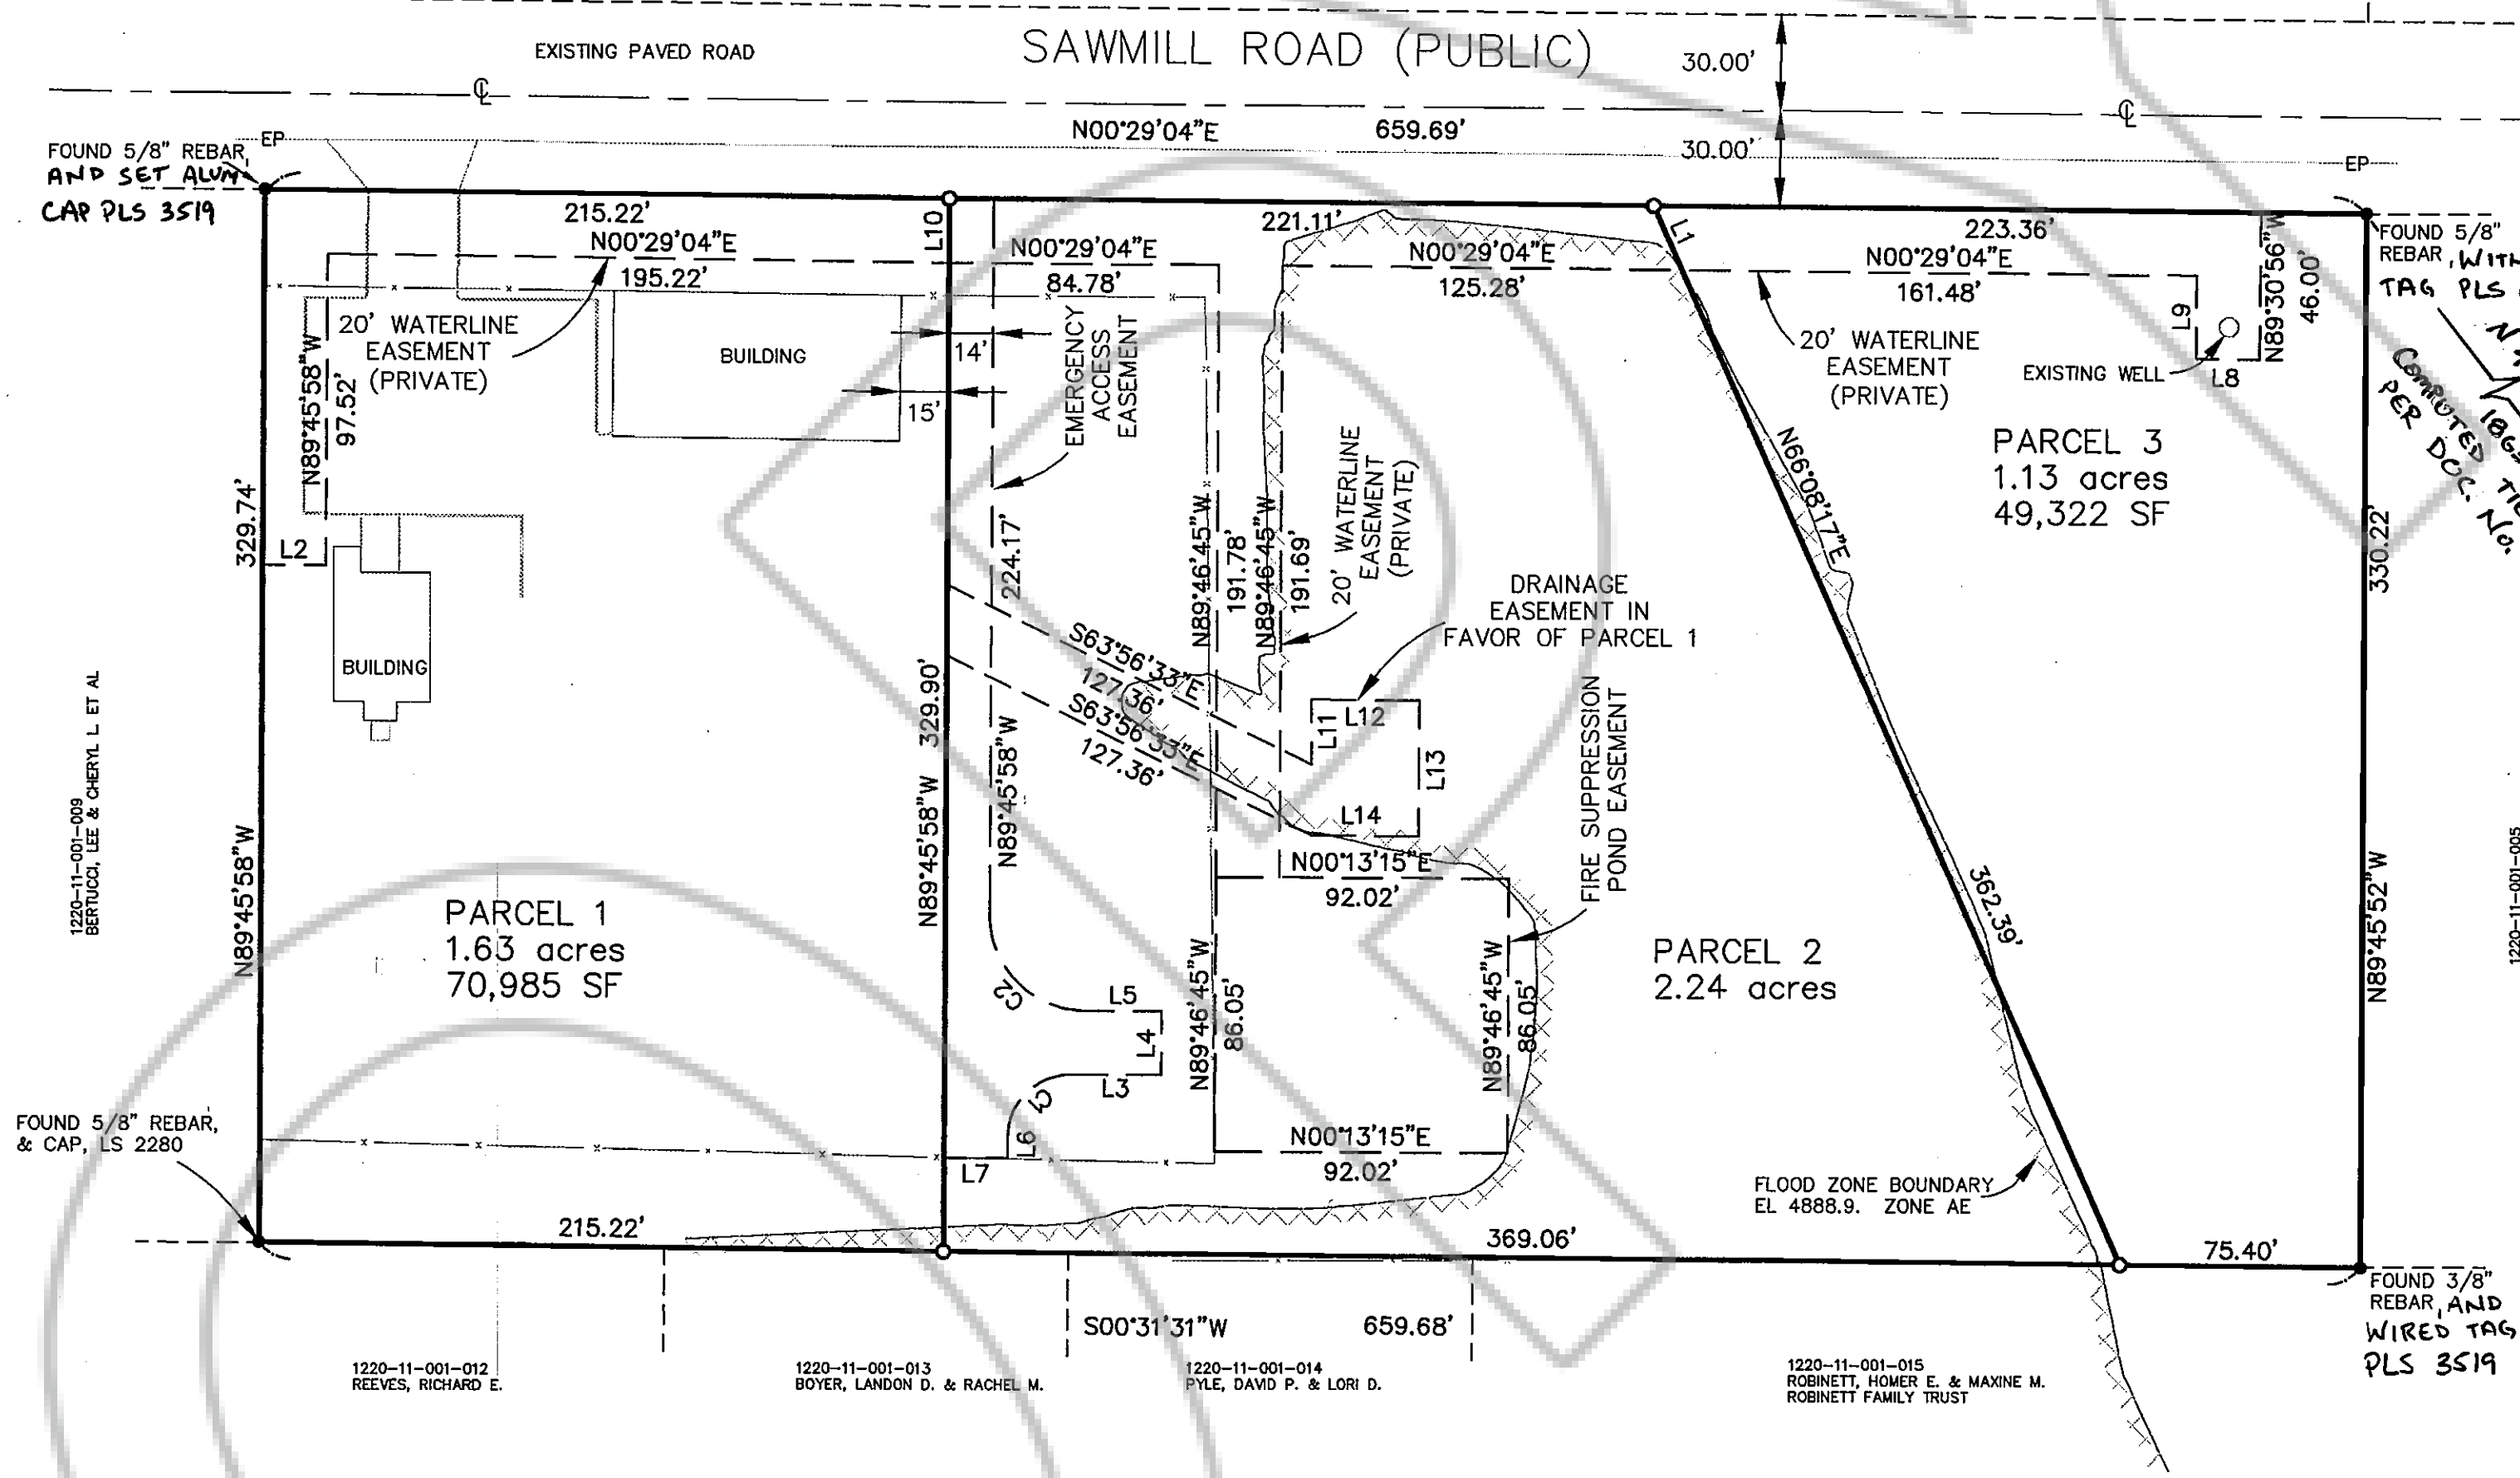 EXISTING PAVED ROAD
SAWMILL ROAD (PUBLIC)
30.00'
℄
℄
N00°29'04"E 659.69'
30.00'
EP
EP
FOUND 5/8" REBAR,
AND SET ALUM
CAP PLS 3519
215.22'
N00°29'04"E
195.22'
L10
N00°29'04"E
84.78'
221.11'
N00°29'04"E
125.28'
L1
223.36'
N00°29'04"E
161.48'
N89°30'56"W
46.00'
FOUND 5/8"
REBAR, WITH
TAG PLS
20' WATERLINE
EASEMENT
(PRIVATE)
N89°45'58"W
97.52'
BUILDING
14'
15'
EMERGENCY
ACCESS
EASEMENT
20' WATERLINE
EASEMENT
(PRIVATE)
L9
EXISTING WELL
L8
COMPUTED
PER DOC. No.
PARCEL 3
1.13 acres
49,322 SF
N66°08'17"E
362.39'
329.74'
N89°45'58"W
L2
BUILDING
224.17'
N89°45'58"W
329.90'
N89°45'58"W
N89°46'45"W
191.78'
N89°46'45"W
191.69'
20' WATERLINE
EASEMENT
(PRIVATE)
S63°56'33"E
127.36'
S63°56'33"E
127.36'
DRAINAGE
EASEMENT IN
FAVOR OF PARCEL 1
L11
L12
L13
L14
FIRE SUPPRESSION
POND EASEMENT
330.22'
N89°45'52"W
1220-11-001-009
BERTUCCI, LEE & CHERYL L ET AL
1220-11-001-005
PARCEL 1
1.63 acres
70,985 SF
N00°13'15"E
92.02'
N89°46'45"W
86.05'
N89°46'45"W
86.05'
N00°13'15"E
92.02'
PARCEL 2
2.24 acres
C2
L5
L4
L3
C1
L6
L7
FOUND 5/8" REBAR,
& CAP, LS 2280
FLOOD ZONE BOUNDARY
EL 4888.9. ZONE AE
215.22'
369.06'
75.40'
FOUND 3/8"
REBAR, AND
WIRED TAG
PLS 3519
S00°31'31"W 659.68'
1220-11-001-012
REEVES, RICHARD E.
1220-11-001-013
BOYER, LANDON D. & RACHEL M.
1220-11-001-014
PYLE, DAVID P. & LORI D.
1220-11-001-015
ROBINETT, HOMER E. & MAXINE M.
ROBINETT FAMILY TRUST